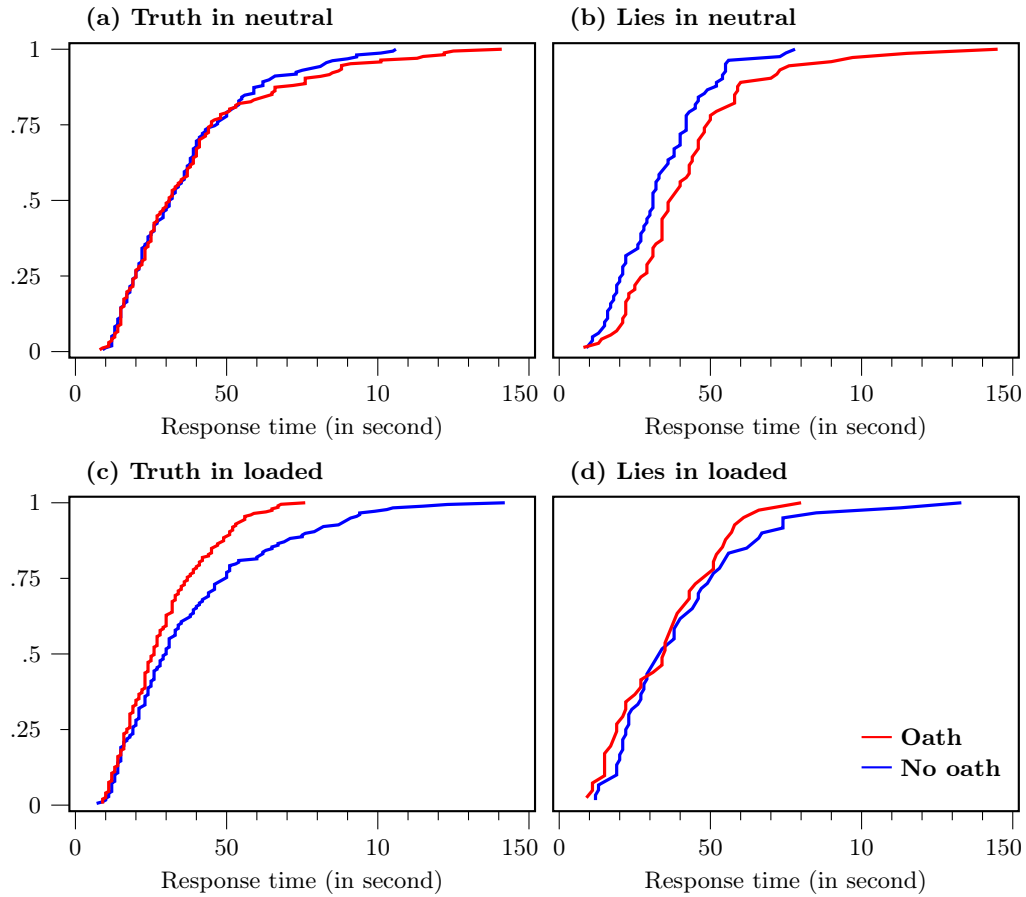 (a) Truth in neutral
(b) Lies in neutral
1
.75
.5
.25
0
0 50 10 150
0 50 10 150
Response time (in second)
Response time (in second)
(c) Truth in loaded
(d) Lies in loaded
1
.75
.5
.25
0
Oath
No oath
0 50 10 150
0 50 10 150
Response time (in second)
Response time (in second)